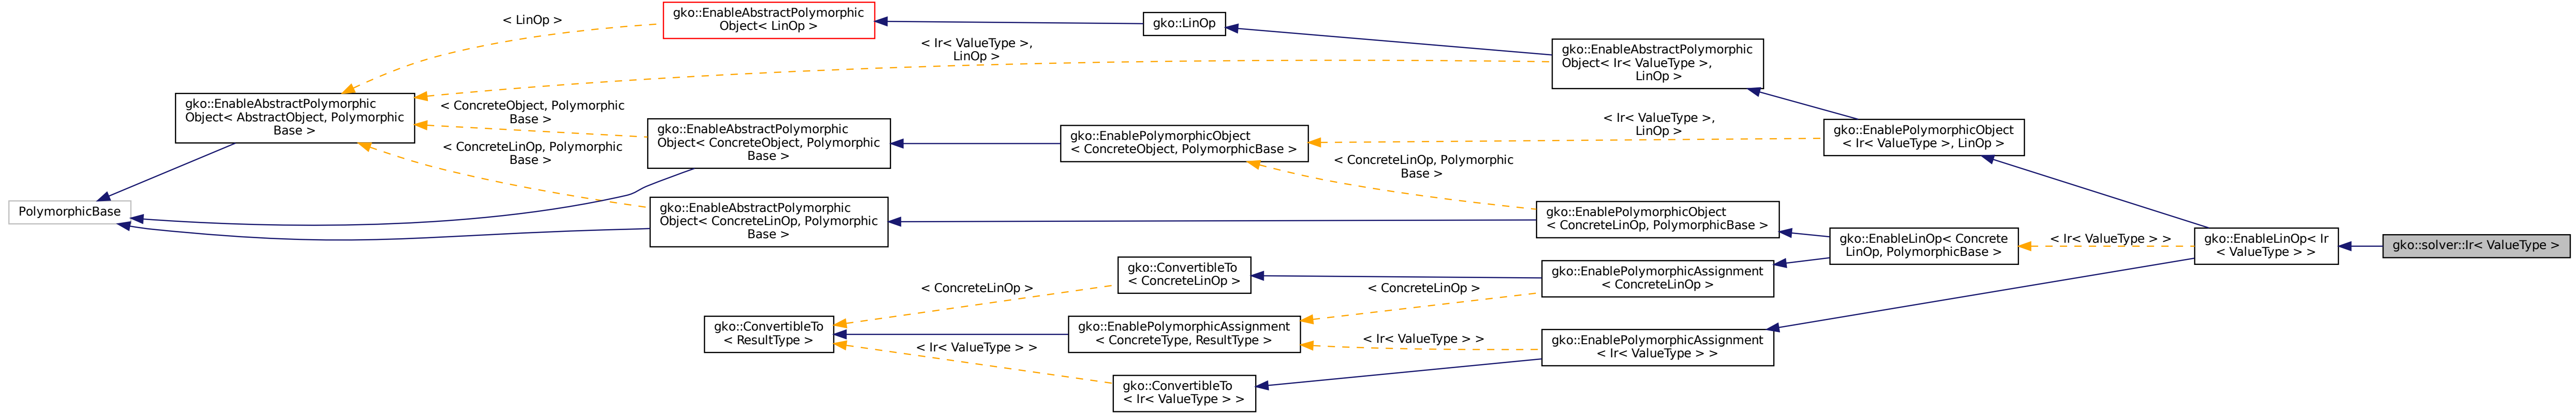 PolymorphicBase
gko::EnableAbstractPolymorphic
Object< AbstractObject, Polymorphic
Base >
< LinOp >
gko::EnableAbstractPolymorphic
Object< LinOp >
gko::LinOp
< Ir< ValueType >,
LinOp >
gko::EnableAbstractPolymorphic
Object< Ir< ValueType >,
LinOp >
< ConcreteObject, Polymorphic
Base >
gko::EnableAbstractPolymorphic
Object< ConcreteObject, Polymorphic
Base >
gko::EnablePolymorphicObject
< ConcreteObject, PolymorphicBase >
< Ir< ValueType >,
LinOp >
gko::EnablePolymorphicObject
< Ir< ValueType >, LinOp >
< ConcreteLinOp, Polymorphic
Base >
gko::EnableAbstractPolymorphic
Object< ConcreteLinOp, Polymorphic
Base >
< ConcreteLinOp, Polymorphic
Base >
gko::EnablePolymorphicObject
< ConcreteLinOp, PolymorphicBase >
gko::EnableLinOp< Concrete
LinOp, PolymorphicBase >
< Ir< ValueType > >
gko::EnableLinOp< Ir
< ValueType > >
gko::solver::Ir< ValueType >
gko::ConvertibleTo
< ResultType >
< ConcreteLinOp >
gko::ConvertibleTo
< ConcreteLinOp >
< ConcreteLinOp >
gko::EnablePolymorphicAssignment
< ConcreteLinOp >
gko::EnablePolymorphicAssignment
< ConcreteType, ResultType >
< Ir< ValueType > >
gko::EnablePolymorphicAssignment
< Ir< ValueType > >
< Ir< ValueType > >
gko::ConvertibleTo
< Ir< ValueType > >